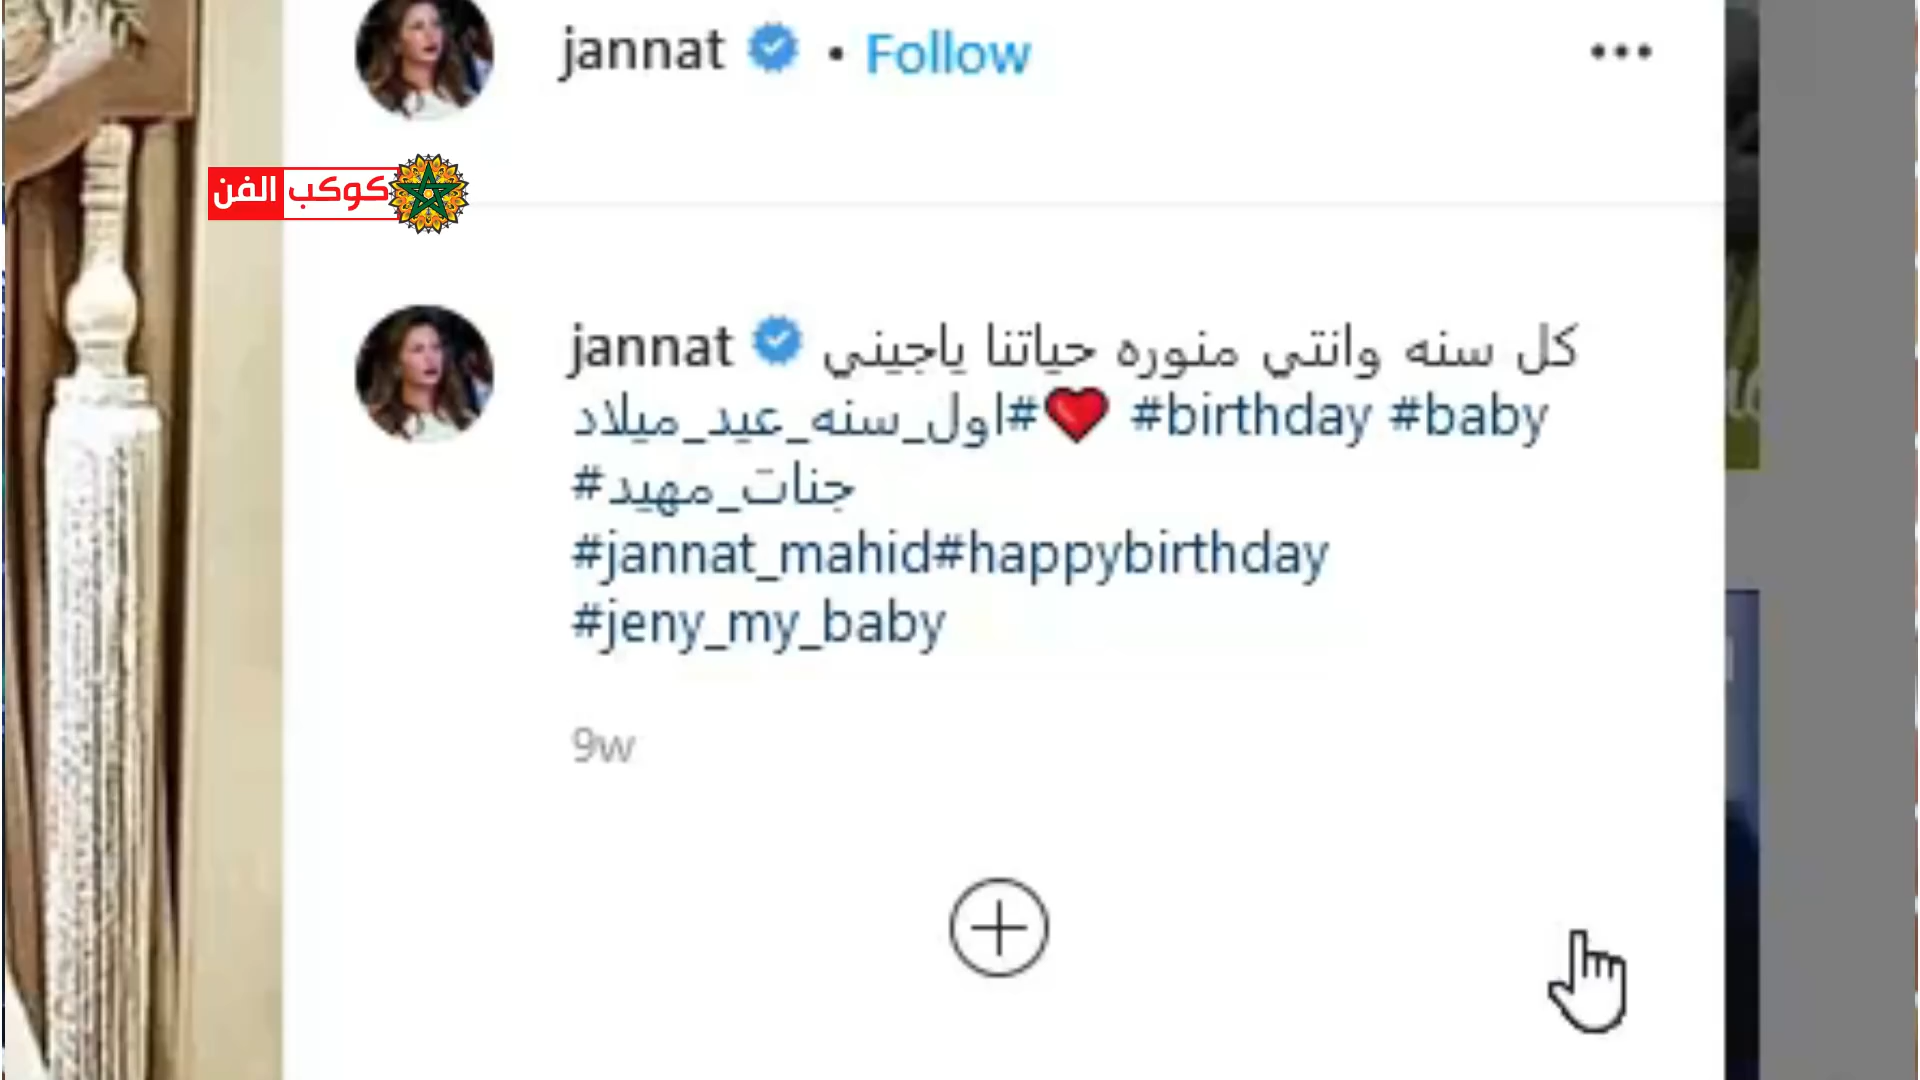 jannat • Follow
كوكب الفن
jannat كل سنه وانتي منوره حياتنا ياجيني
❤️ #birthday #baby #اول_سنه_عيد_ميلاد
#جنات_مهيد
#jannat_mahid#happybirthday
#jeny_my_baby
9w